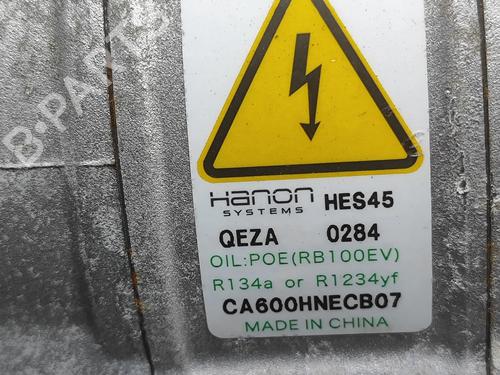 B-PARTS
Hanon
SYSTEMS
HES45
QEZA 0284
OIL:POE(RB100EV)
R134a or R1234yf
CA600HNECB07
MADE IN CHINA